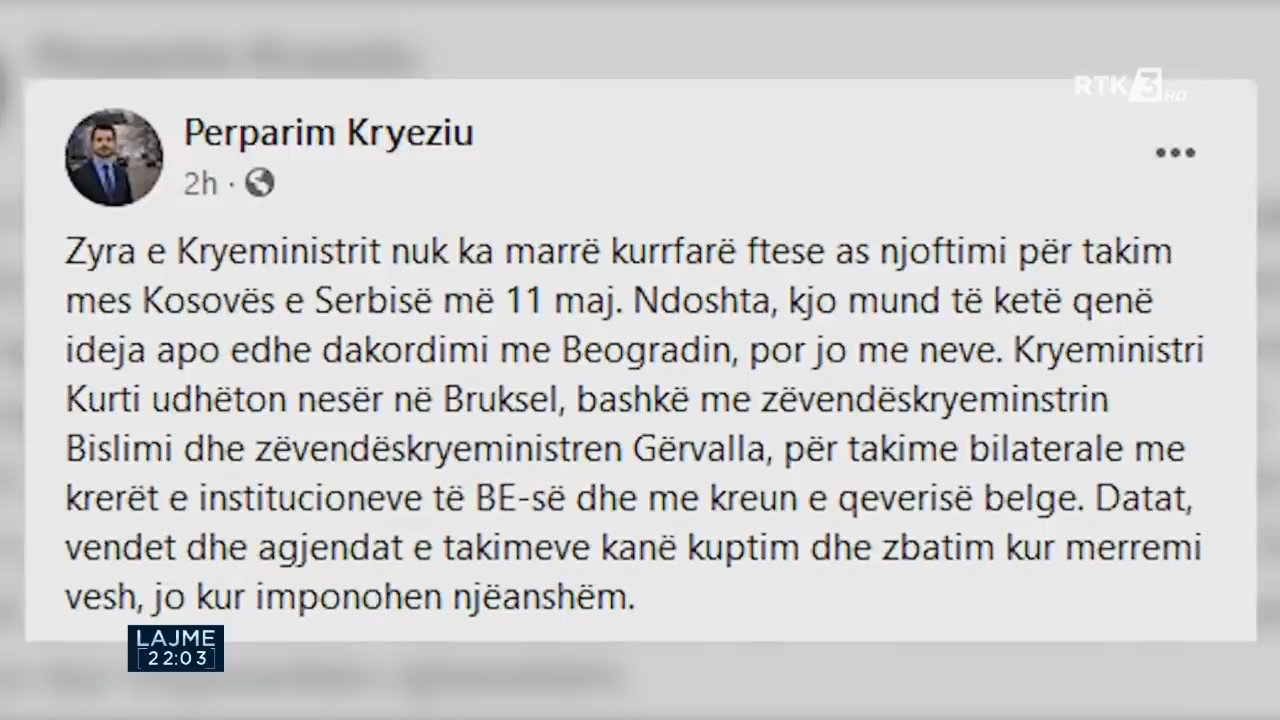 RTK 3 HD
Perparim Kryeziu
2h ·
Zyra e Kryeministrit nuk ka marrë kurrfarë ftese as njoftimi për takim
mes Kosovës e Serbisë më 11 maj. Ndoshta, kjo mund të ketë qenë
ideja apo edhe dakordimi me Beogradin, por jo me neve. Kryeministri
Kurti udhëton nesër në Bruksel, bashkë me zëvendëskryeminstrin
Bislimi dhe zëvendëskryeministren Gërvalla, për takime bilaterale me
krerët e institucioneve të BE-së dhe me kreun e qeverisë belge. Datat,
vendet dhe agjendat e takimeve kanë kuptim dhe zbatim kur merremi
vesh, jo kur imponohen njëanshëm.
LAJME
22:03